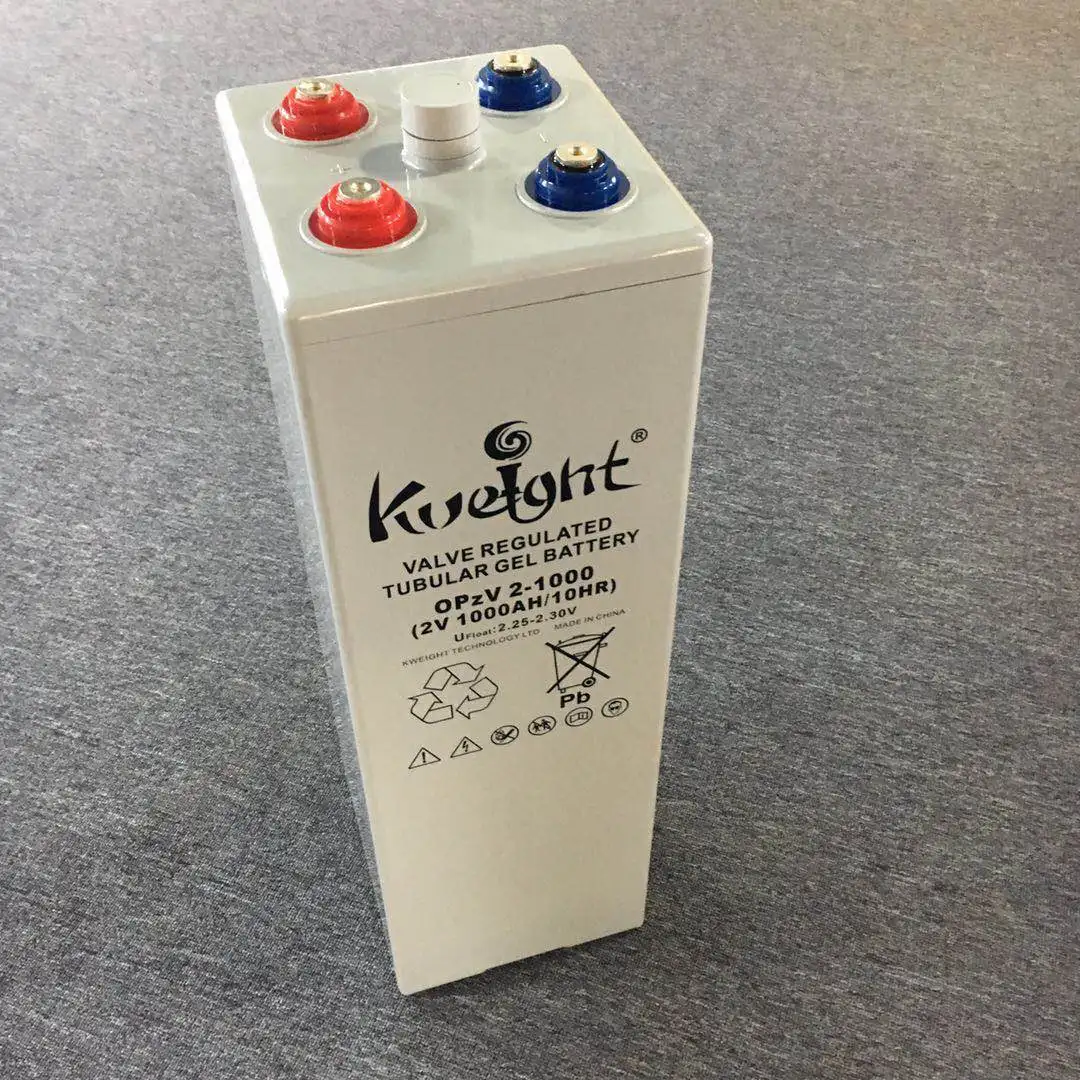 + -
+ -
Kweight®
VALVE REGULATED
TUBULAR GEL BATTERY
OPzV 2-1000
(2V 1000AH/10HR)
UFloat:2.25-2.30V
KWEIGHT TECHNOLOGY LTD MADE IN CHINA
Pb